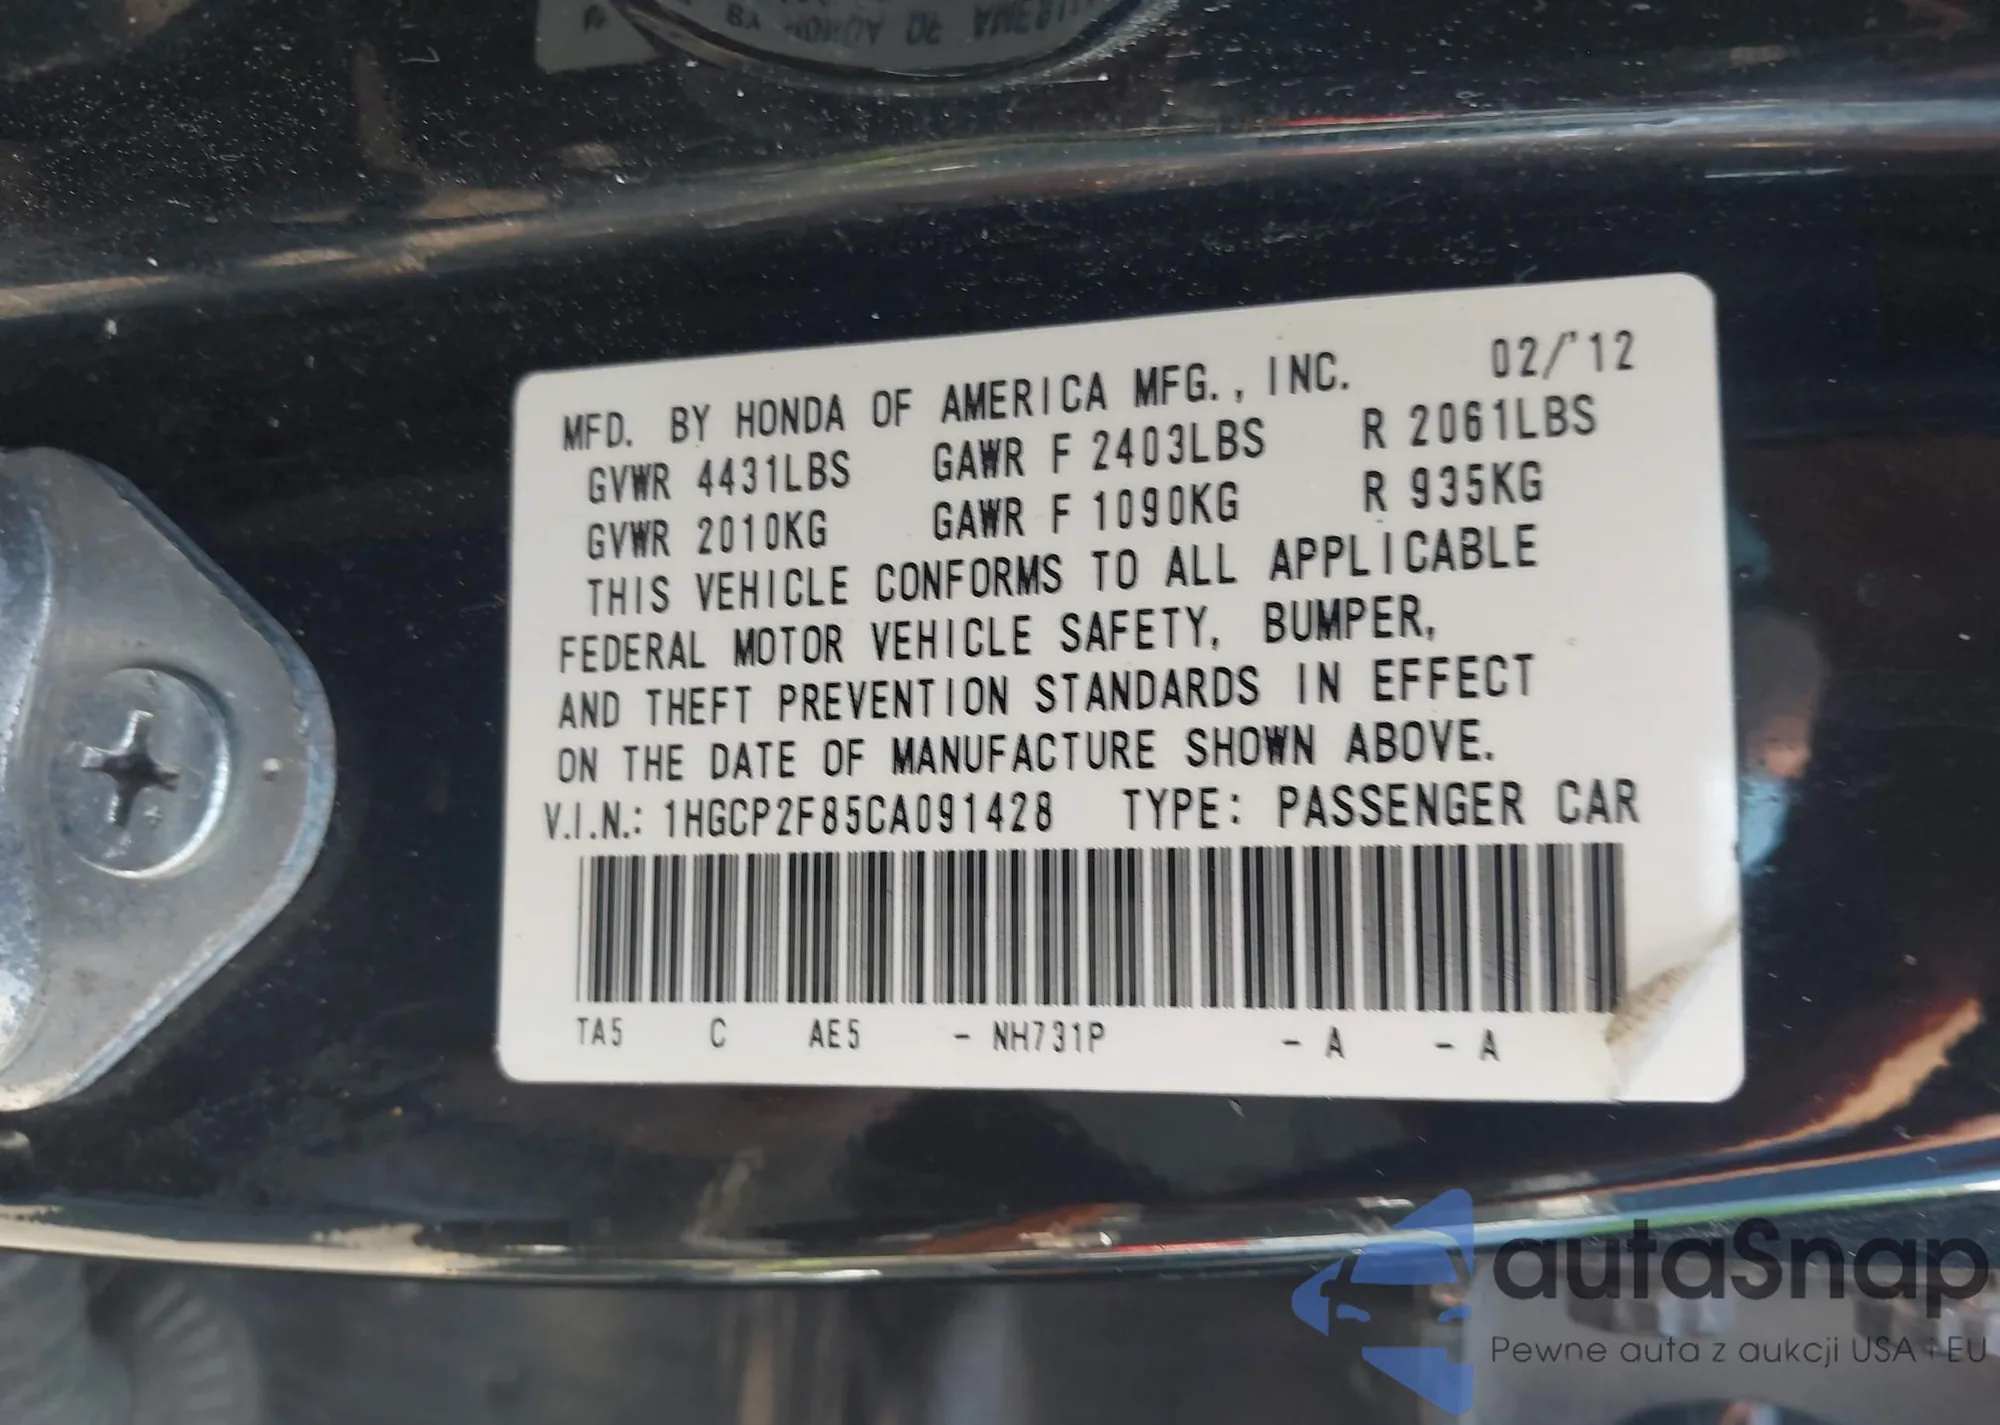 MFD. BY HONDA OF AMERICA MFG., INC. 02/'12
GVWR 4431LBS GAWR F 2403LBS R 2061LBS
GVWR 2010KG GAWR F 1090KG R 935KG
THIS VEHICLE CONFORMS TO ALL APPLICABLE
FEDERAL MOTOR VEHICLE SAFETY, BUMPER,
AND THEFT PREVENTION STANDARDS IN EFFECT
ON THE DATE OF MANUFACTURE SHOWN ABOVE.
V.I.N.: 1HGCP2F85CA091428 TYPE: PASSENGER CAR
TA5 C AE5 - NH731P - A - A
autaSnap
Pewne auta z aukcji USA i EU